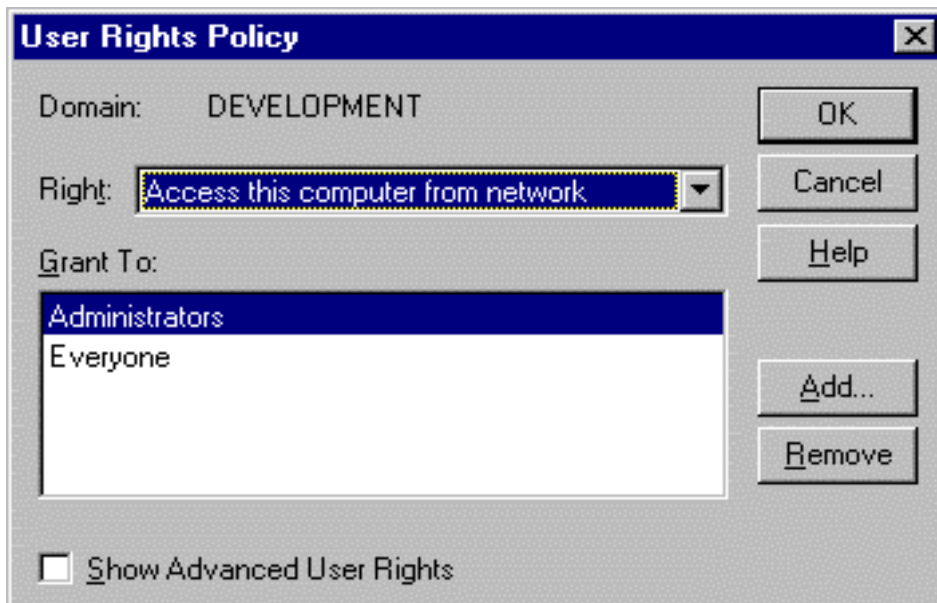 User Rights Policy
Domain: DEVELOPMENT
OK
Right: Access this computer from network
Cancel
Help
Grant To:
Administrators
Everyone
Add...
Remove
Show Advanced User Rights